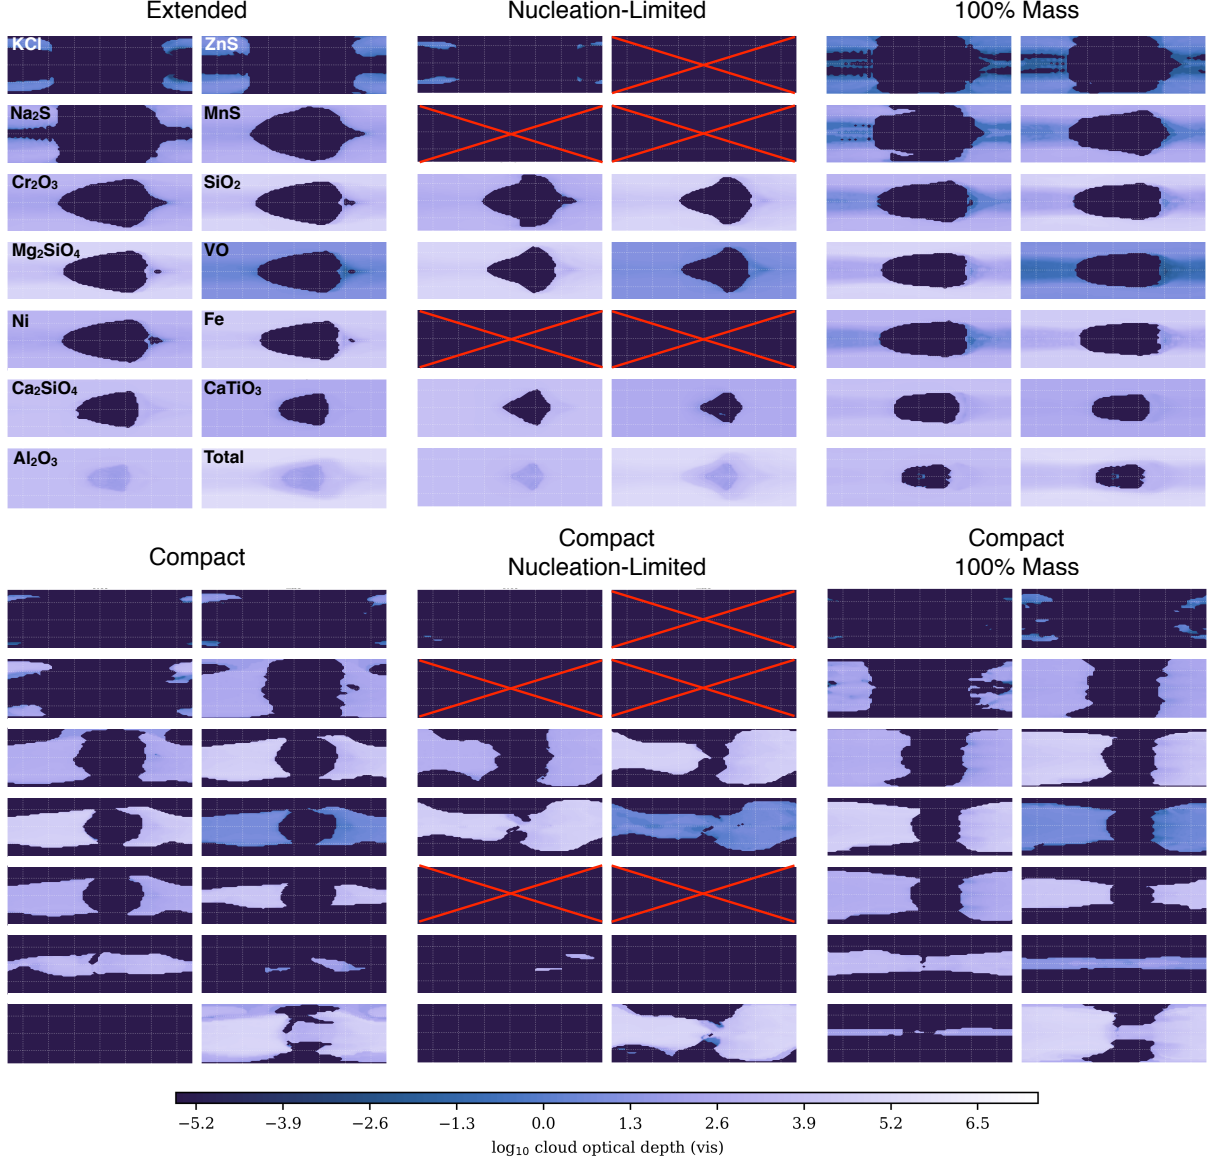 Extended
Nucleation-Limited
100% Mass
KCl
ZnS
Na₂S
MnS
Cr₂O₃
SiO₂
Mg₂SiO₄
VO
Ni
Fe
Ca₂SiO₄
CaTiO₃
Al₂O₃
Total
Compact
Compact
Nucleation-Limited
Compact
100% Mass
−5.2 −3.9 −2.6 −1.3 0.0 1.3 2.6 3.9 5.2 6.5
log₁₀ cloud optical depth (vis)